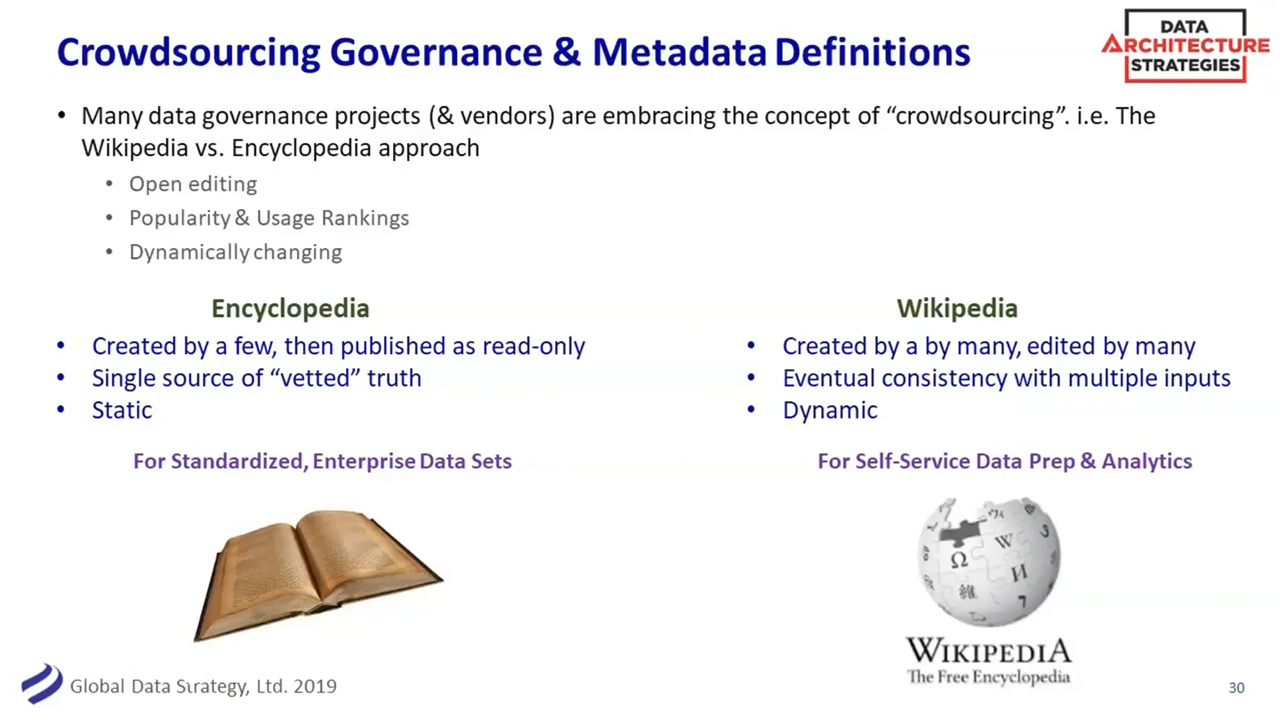 Crowdsourcing Governance & Metadata Definitions
DATA
ARCHITECTURE
STRATEGIES
• Many data governance projects (& vendors) are embracing the concept of “crowdsourcing”. i.e. The
Wikipedia vs. Encyclopedia approach
• Open editing
• Popularity & Usage Rankings
• Dynamically changing
Encyclopedia
• Created by a few, then published as read-only
• Single source of “vetted” truth
• Static
For Standardized, Enterprise Data Sets
Wikipedia
• Created by a by many, edited by many
• Eventual consistency with multiple inputs
• Dynamic
For Self-Service Data Prep & Analytics
Ω
W
И
維
7
WIKIPEDIA
The Free Encyclopedia
Global Data Strategy, Ltd. 2019
30